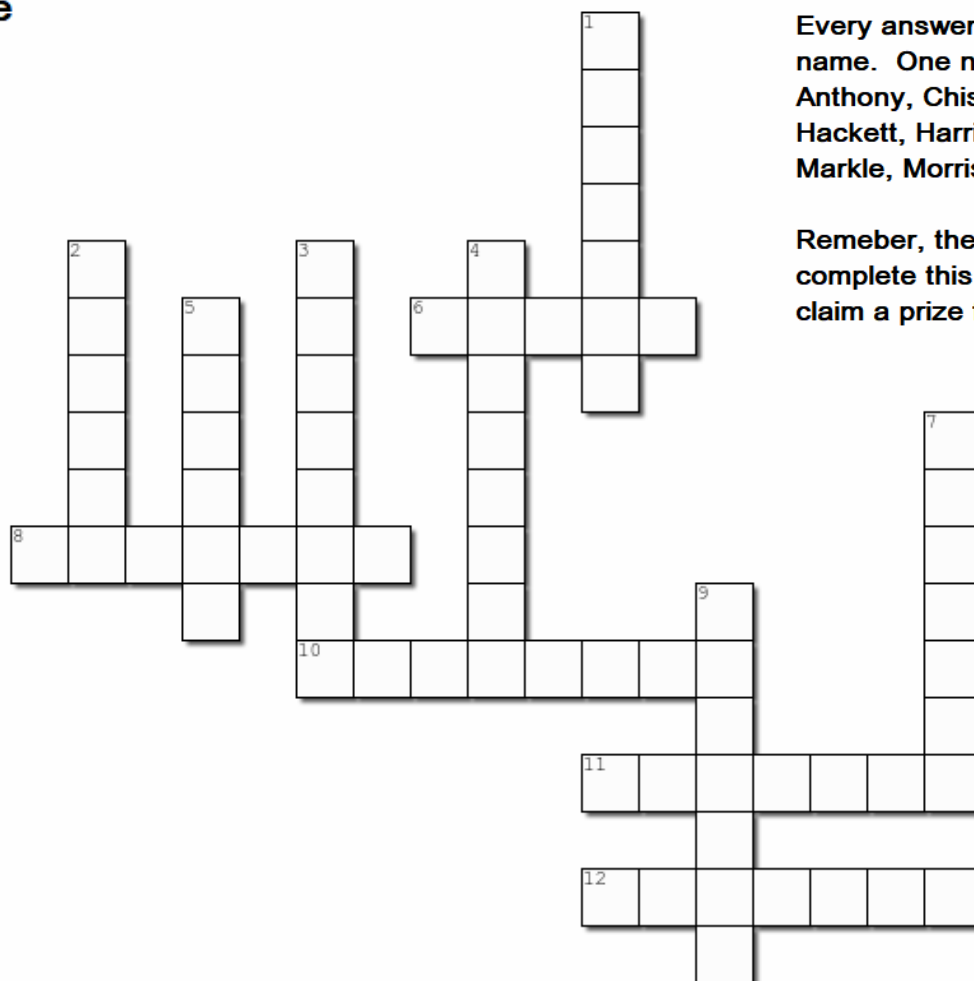 e
1
Every answer
name. One n
Anthony, Chis
Hackett, Harri
Markle, Morris
2
3
4
Remeber, the
complete this
claim a prize
5
6
7
8
9
10
11
12